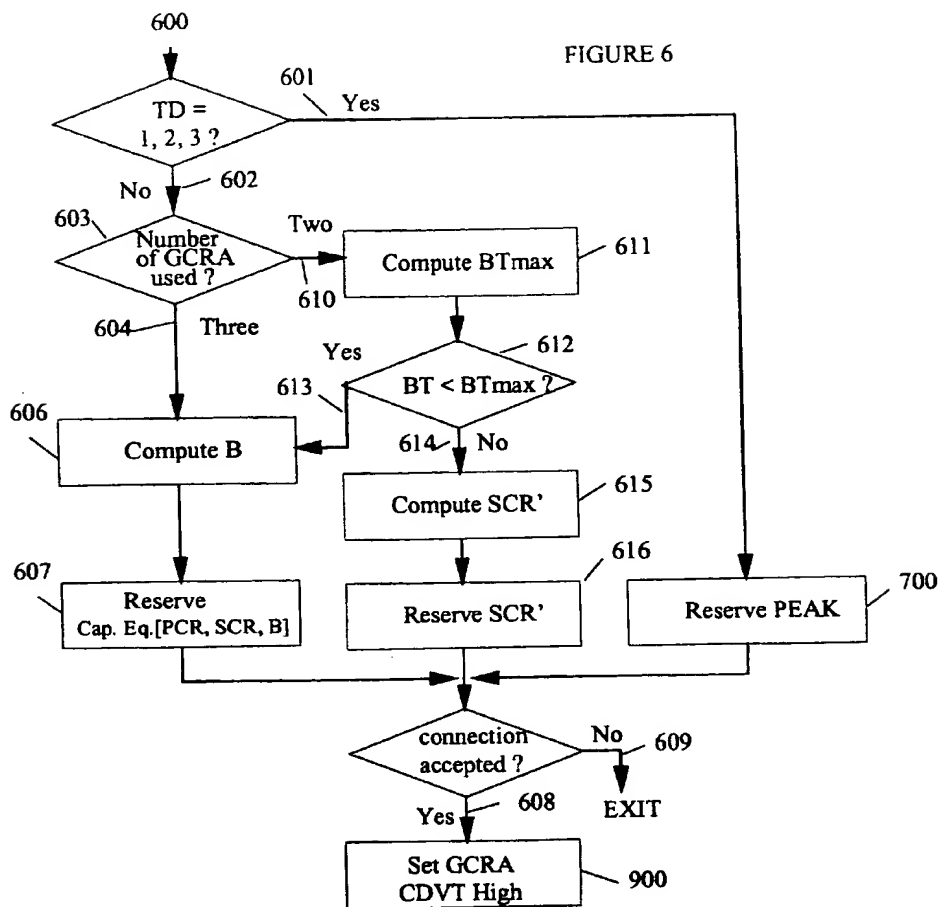 600
FIGURE 6
601
Yes
TD =
1, 2, 3 ?
602
No
603
Two
Number
of GCRA
used ?
Compute BTmax
611
610
604
Three
Yes
612
613
BT < BTmax ?
606
614
No
Compute B
Compute SCR'
615
616
607
700
Reserve
Cap. Eq.[PCR, SCR, B]
Reserve SCR'
Reserve PEAK
connection
accepted ?
No
609
EXIT
Yes
608
Set GCRA
CDVT High
900